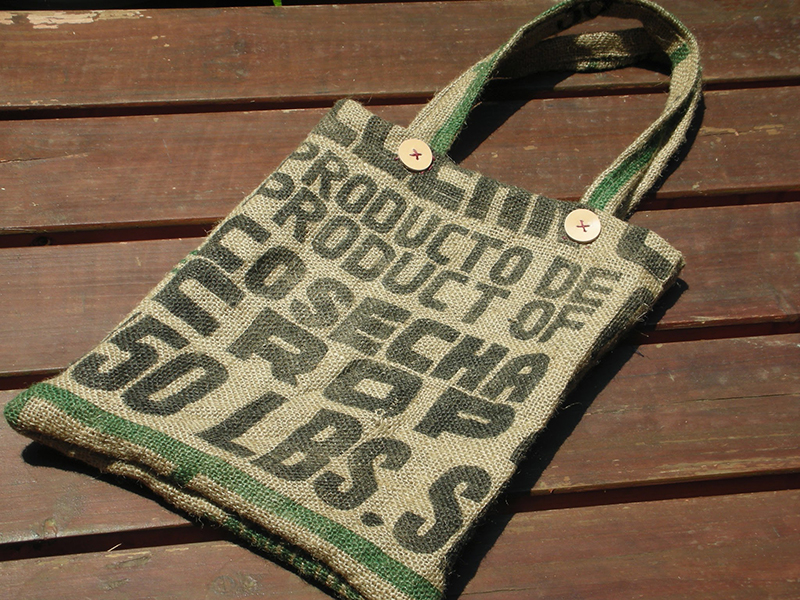 PRODUCTO DE
PRODUCT OF
COSECHA
CROP
50 LBS. S